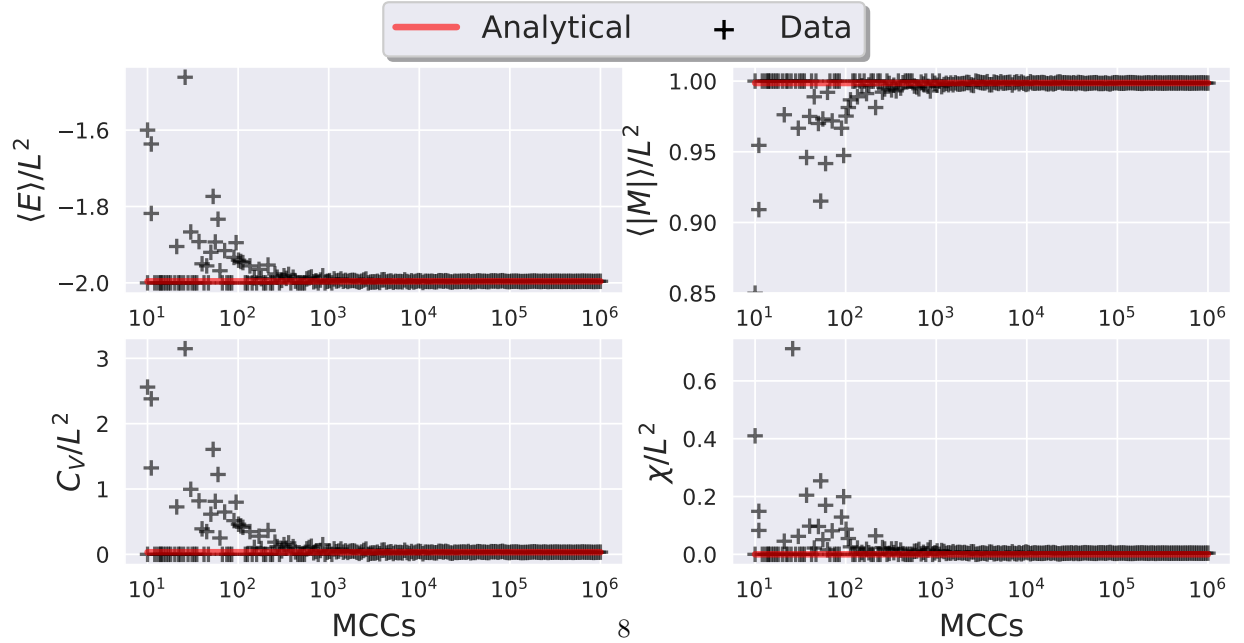 Analytical
Data
⟨E⟩/L²
−1.6
−1.8
−2.0
10¹ 10² 10³ 10⁴ 10⁵ 10⁶
⟨|M|⟩/L²
1.00
0.95
0.90
0.85
10¹ 10² 10³ 10⁴ 10⁵ 10⁶
C_V/L²
3
2
1
0
10¹ 10² 10³ 10⁴ 10⁵ 10⁶
MCCs
χ/L²
0.6
0.4
0.2
0.0
10¹ 10² 10³ 10⁴ 10⁵ 10⁶
MCCs
8